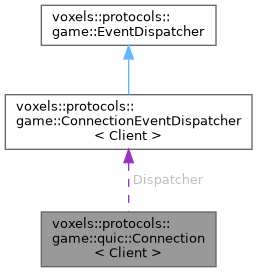 voxels::protocols::
game::EventDispatcher
voxels::protocols::
game::ConnectionEventDispatcher
< Client >
Dispatcher
voxels::protocols::
game::quic::Connection
< Client >